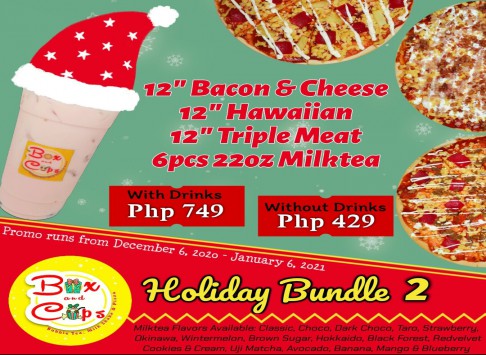 12" Bacon & Cheese
12" Hawaiian
12" Triple Meat
6pcs 22oz Milktea
Box
and
Cups
With Drinks
Php 749
Without Drinks
Php 429
Promo runs from December 6, 2020 - January 6, 2021
Box
and
Cups
Holiday Bundle 2
Milktea Flavors Available: Classic, Choco, Dark Choco, Taro, Strawberry,
Okinawa, Wintermelon, Brown Sugar, Hokkaido, Black Forest, Redvelvet
Cookies & Cream, Uji Matcha, Avocado, Banana, Mango & Blueberry